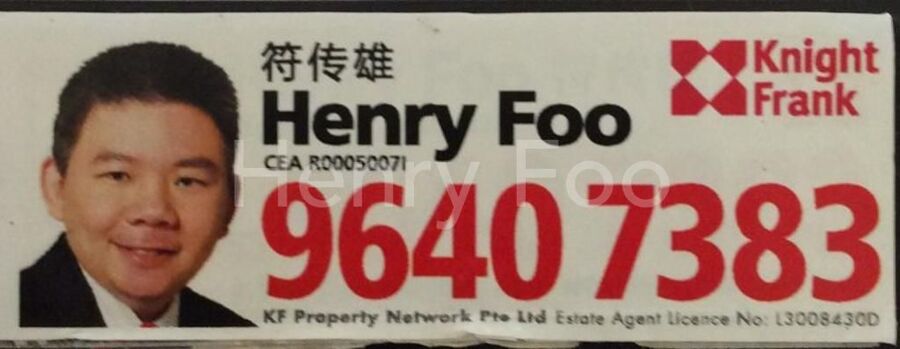 符传雄
Knight
Frank
Henry Foo
CEA R00050071
Henry Foo
9640 7383
KF Property Network Pte Ltd Estate Agent Licence No: L3008430D